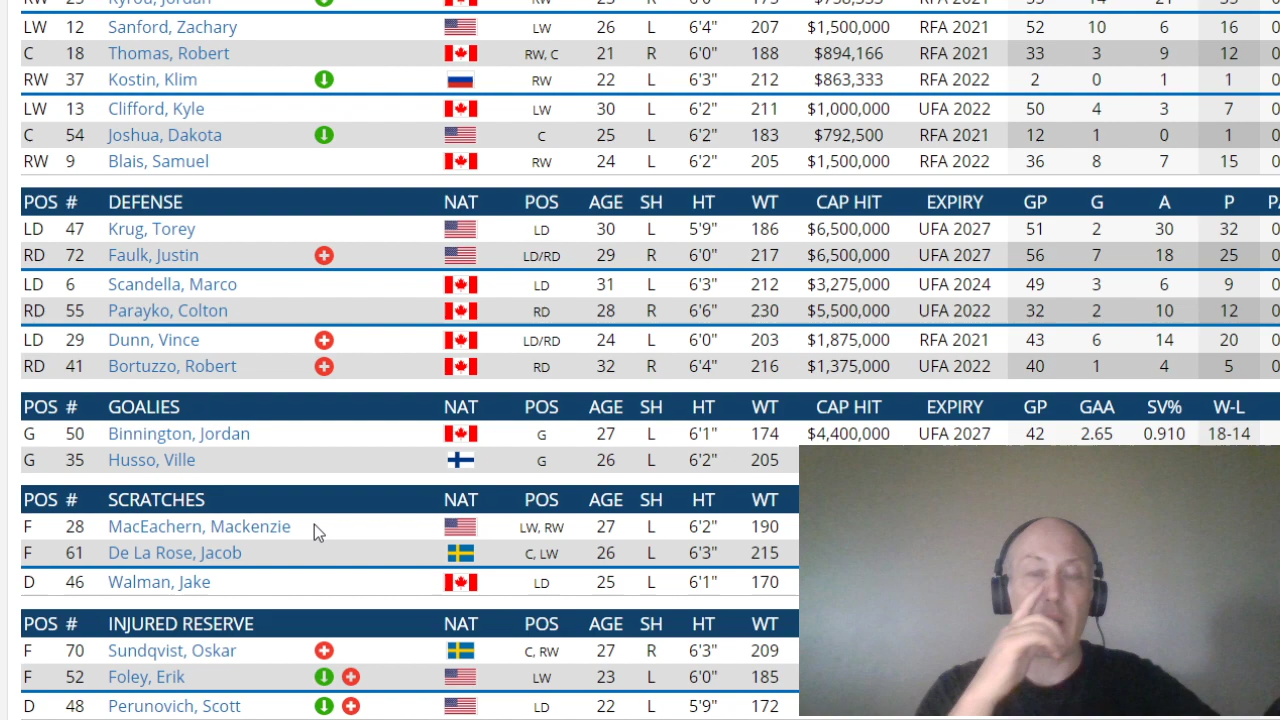 LW 12 Sanford, Zachary LW 26 L 6'4" 207 $1,500,000 RFA 2021 52 10 6 16
C 18 Thomas, Robert RW, C 21 R 6'0" 188 $894,166 RFA 2021 33 3 9 12
RW 37 Kostin, Klim RW 22 L 6'3" 212 $863,333 RFA 2022 2 0 1 1
LW 13 Clifford, Kyle LW 30 L 6'2" 211 $1,000,000 UFA 2022 50 4 3 7
C 54 Joshua, Dakota C 25 L 6'2" 183 $792,500 RFA 2021 12 1 0 1
RW 9 Blais, Samuel RW 24 L 6'2" 205 $1,500,000 RFA 2022 36 8 7 15
POS # DEFENSE NAT POS AGE SH HT WT CAP HIT EXPIRY GP G A P
LD 47 Krug, Torey LD 30 L 5'9" 186 $6,500,000 UFA 2027 51 2 30 32
RD 72 Faulk, Justin LD/RD 29 R 6'0" 217 $6,500,000 UFA 2027 56 7 18 25
LD 6 Scandella, Marco LD 31 L 6'3" 212 $3,275,000 UFA 2024 49 3 6 9
RD 55 Parayko, Colton RD 28 R 6'6" 230 $5,500,000 UFA 2022 32 2 10 12
LD 29 Dunn, Vince LD/RD 24 L 6'0" 203 $1,875,000 RFA 2021 43 6 14 20
RD 41 Bortuzzo, Robert RD 32 R 6'4" 216 $1,375,000 UFA 2022 40 1 4 5
POS # GOALIES NAT POS AGE SH HT WT CAP HIT EXPIRY GP GAA SV% W-L
G 50 Binnington, Jordan G 27 L 6'1" 174 $4,400,000 UFA 2027 42 2.65 0.910 18-14
G 35 Husso, Ville G 26 L 6'2" 205
POS # SCRATCHES NAT POS AGE SH HT WT
F 28 MacEachern, Mackenzie LW, RW 27 L 6'2" 190
F 61 De La Rose, Jacob C, LW 26 L 6'3" 215
D 46 Walman, Jake LD 25 L 6'1" 170
POS # INJURED RESERVE NAT POS AGE SH HT WT
F 70 Sundqvist, Oskar C, RW 27 R 6'3" 209
F 52 Foley, Erik LW 23 L 6'0" 185
D 48 Perunovich, Scott LD 22 L 5'9" 172